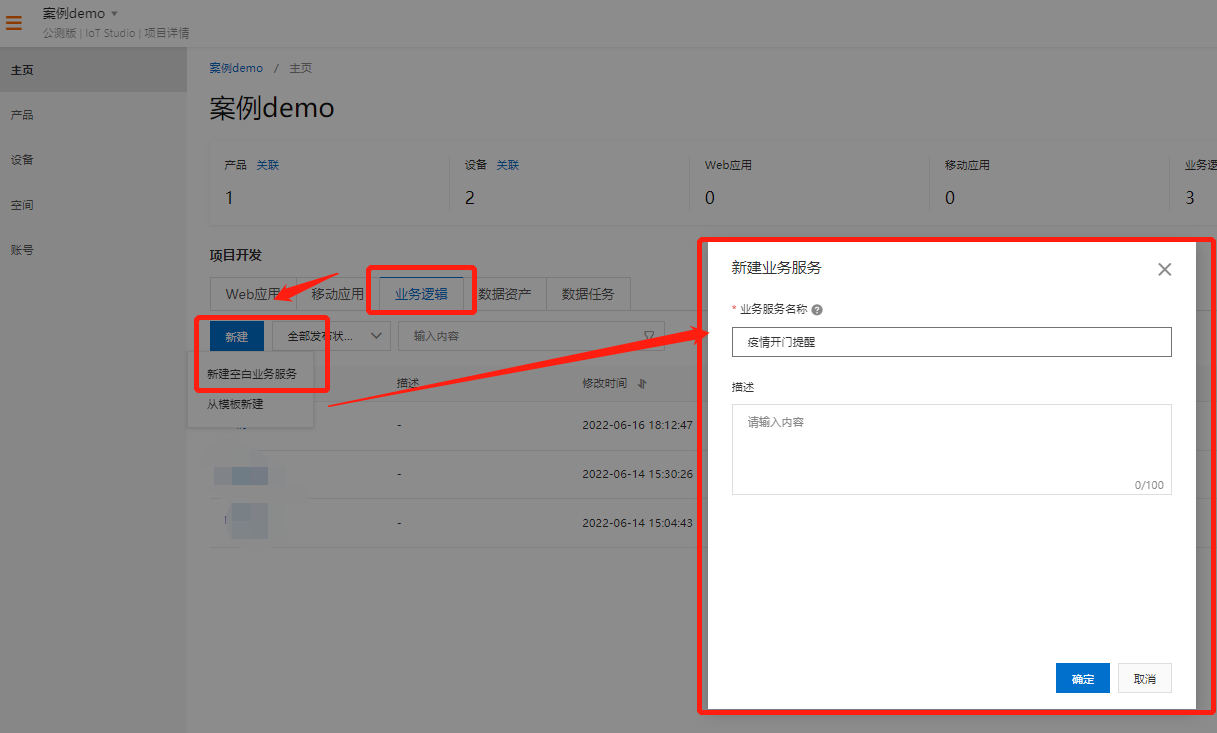 案例demo
公测版 | IoT Studio | 项目详情
主页
产品
设备
空间
账号
案例demo / 主页
案例demo
产品 关联
1
设备 关联
2
Web应用
0
移动应用
0
业务逻
3
项目开发
Web应用
移动应用
业务逻辑
数据资产
数据任务
新建
全部发布状...
输入内容
新建空白业务服务
从模板新建
描述
修改时间
- 2022-06-16 18:12:47
- 2022-06-14 15:30:26
- 2022-06-14 15:04:43
新建业务服务
* 业务服务名称
疫情开门提醒
描述
请输入内容
0/100
确定
取消